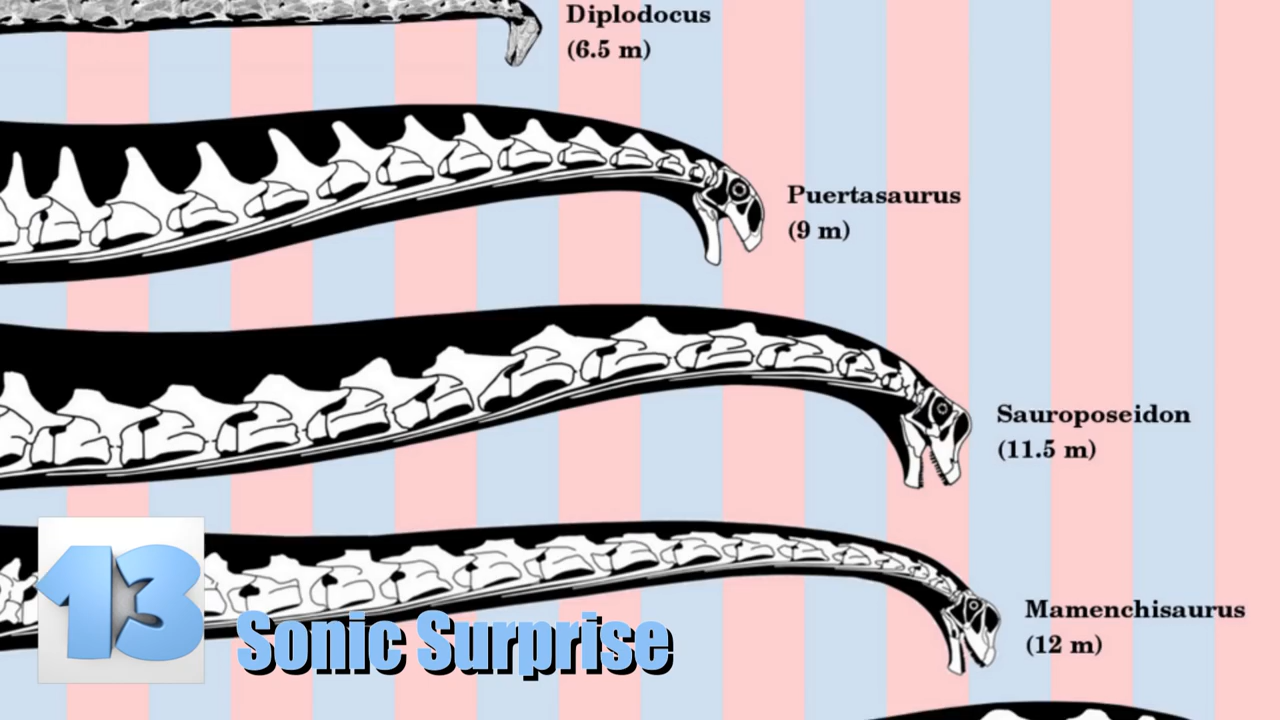 Diplodocus
(6.5 m)
Puertasaurus
(9 m)
Sauroposeidon
(11.5 m)
Mamenchisaurus
(12 m)
13
Sonic Surprise